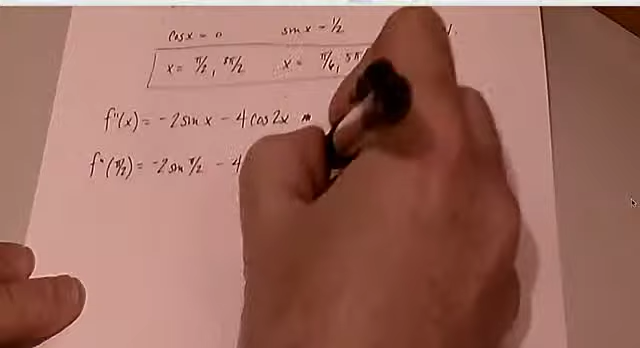 cos x = 0 sin x = 1/2
x = π/2, 3π/2 x = π/6, 5π
f"(x) = -2 sin x - 4 cos 2x
f"(π/2) = -2 sin π/2 - 4